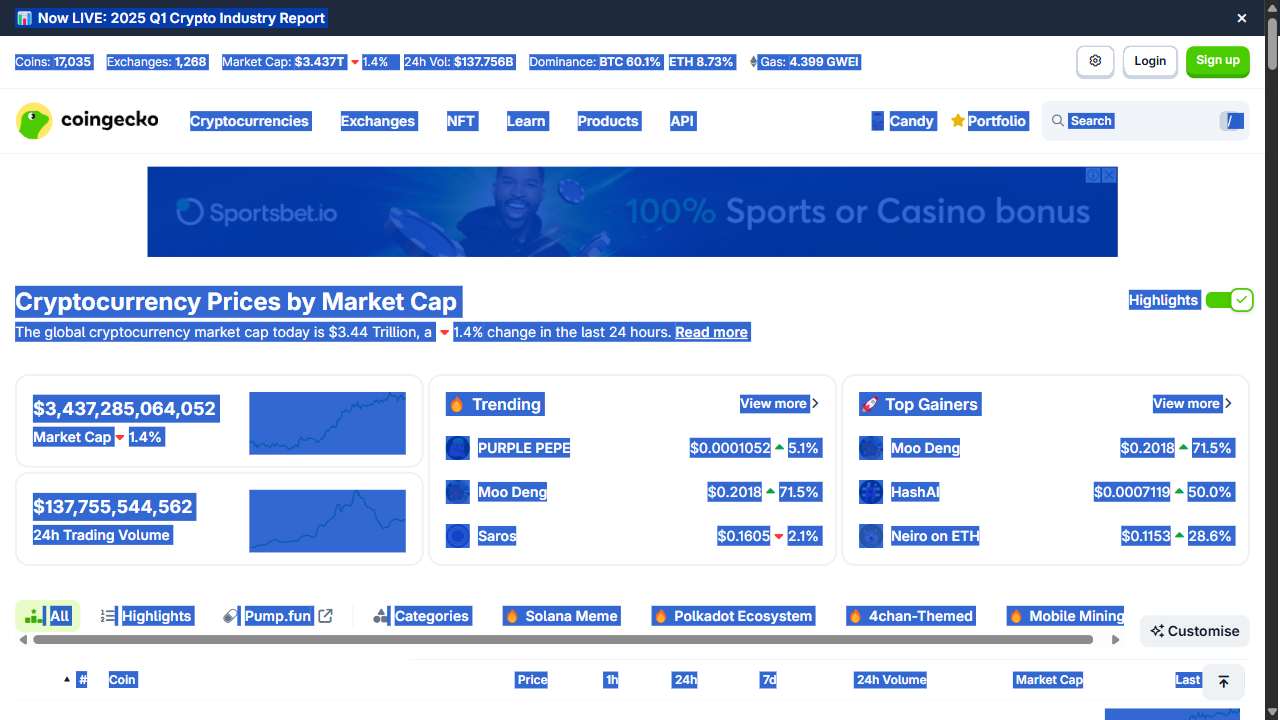 Now LIVE: 2025 Q1 Crypto Industry Report
Coins: 17,035 Exchanges: 1,268 Market Cap: $3.437T 1.4% 24h Vol: $137.756B Dominance: BTC 60.1% ETH 8.73% Gas: 4.399 GWEI
Login
Sign up
coingecko
Cryptocurrencies Exchanges NFT Learn Products API
Candy Portfolio Search /
Sportsbet.io 100% Sports or Casino bonus
Cryptocurrency Prices by Market Cap
Highlights
The global cryptocurrency market cap today is $3.44 Trillion, a 1.4% change in the last 24 hours. Read more
$3,437,285,064,052
Market Cap 1.4%
$137,755,544,562
24h Trading Volume
Trending View more
PURPLE PEPE $0.0001052 5.1%
Moo Deng $0.2018 71.5%
Saros $0.1605 2.1%
Top Gainers View more
Moo Deng $0.2018 71.5%
HashAI $0.0007119 50.0%
Neiro on ETH $0.1153 28.6%
All Highlights Pump.fun Categories Solana Meme Polkadot Ecosystem 4chan-Themed Mobile Mining
Customise
# Coin Price 1h 24h 7d 24h Volume Market Cap Last